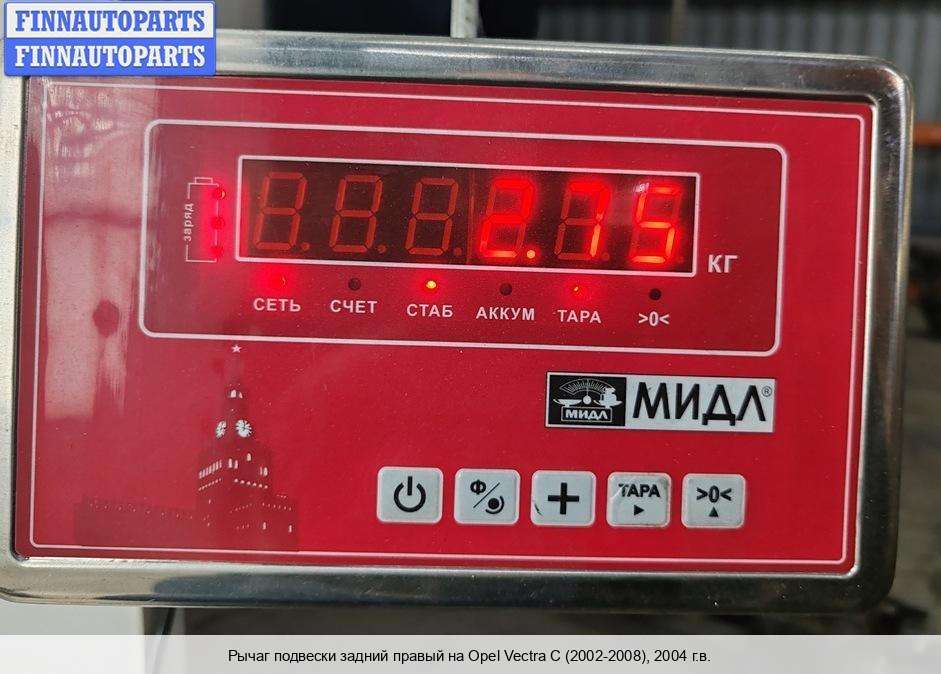 FINNAUTOPARTS
FINNAUTOPARTS
заряд
2.75
КГ
СЕТЬ СЧЕТ СТАБ АККУМ ТАРА >0<
МИДЛ МИДЛ®
Ф ТАРА >0<
Рычаг подвески задний правый на Opel Vectra C (2002-2008), 2004 г.в.